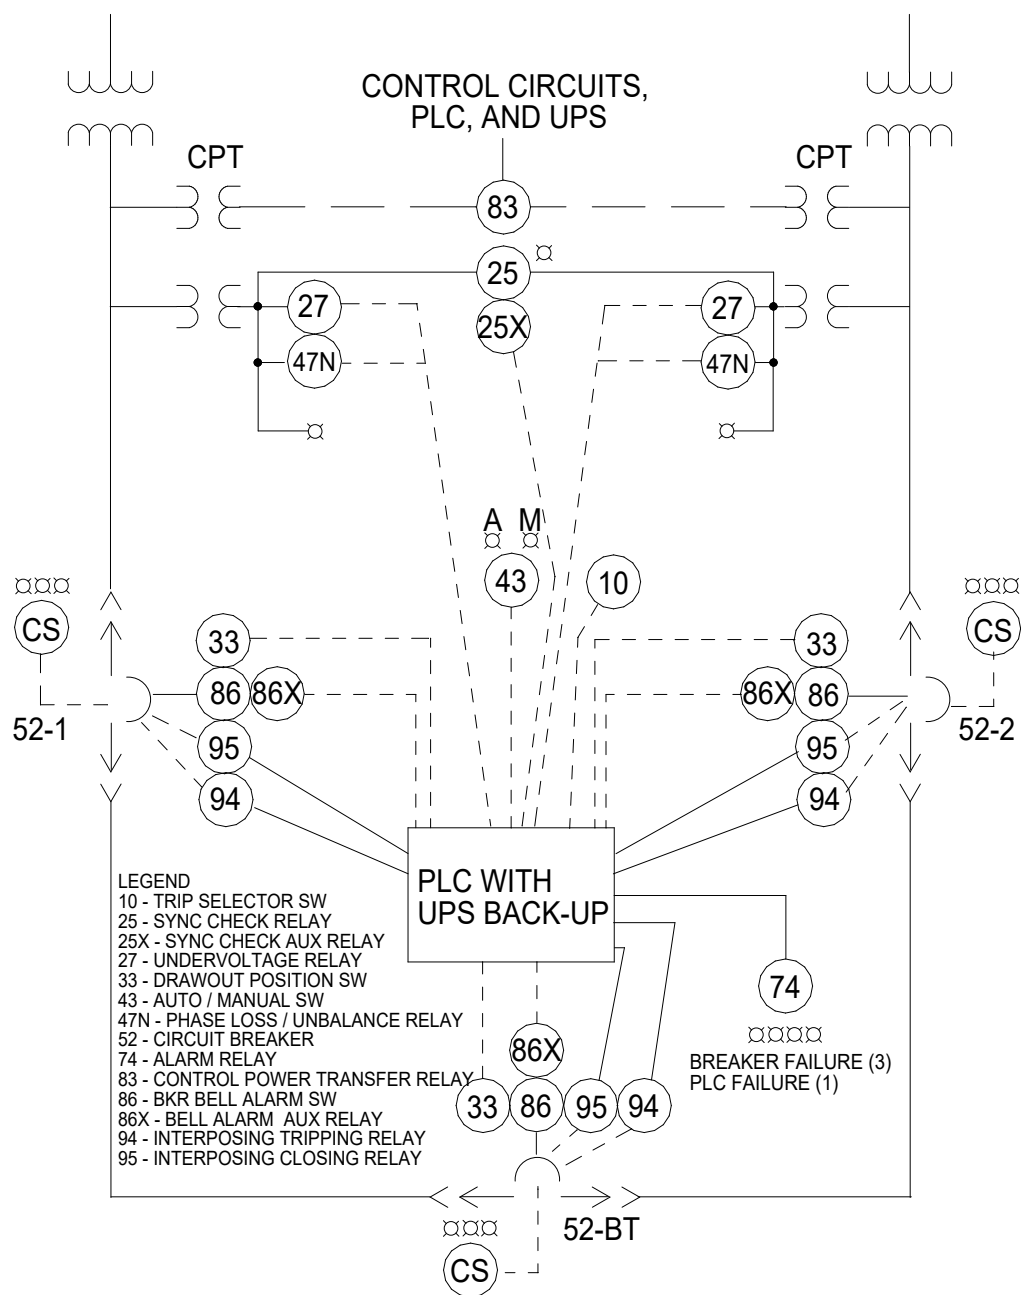 CONTROL CIRCUITS,
PLC, AND UPS
CPT
CPT
83
25
27
27
25X
47N
47N
A M
43
10
CS
CS
33
33
86 86X
86X 86
52-1
52-2
95
95
94
94
PLC WITH
UPS BACK-UP
LEGEND
10 - TRIP SELECTOR SW
25 - SYNC CHECK RELAY
25X - SYNC CHECK AUX RELAY
27 - UNDERVOLTAGE RELAY
33 - DRAWOUT POSITION SW
43 - AUTO / MANUAL SW
47N - PHASE LOSS / UNBALANCE RELAY
52 - CIRCUIT BREAKER
74 - ALARM RELAY
83 - CONTROL POWER TRANSFER RELAY
86 - BKR BELL ALARM SW
86X - BELL ALARM AUX RELAY
94 - INTERPOSING TRIPPING RELAY
95 - INTERPOSING CLOSING RELAY
74
BREAKER FAILURE (3)
PLC FAILURE (1)
86X
33 86 95 94
52-BT
CS